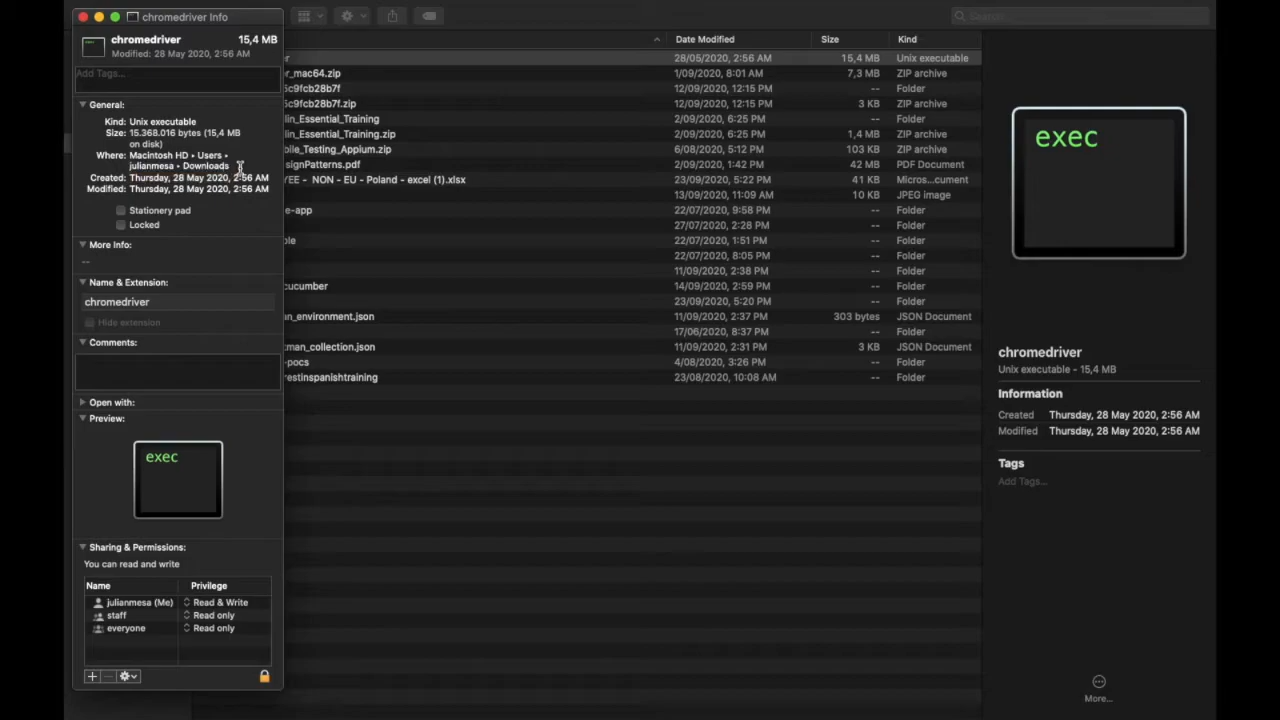 chromedriver Info
Search
chromedriver 15,4 MB
Modified: 28 May 2020, 2:56 AM
Add Tags...
General:
Kind: Unix executable
Size: 15.368.016 bytes (15,4 MB
on disk)
Where: Macintosh HD • Users •
julianmesa • Downloads
Created: Thursday, 28 May 2020, 2:56 AM
Modified: Thursday, 28 May 2020, 2:56 AM
Stationery pad
Locked
More Info:
--
Name & Extension:
chromedriver
Hide extension
Comments:
Open with:
Preview:
exec
Sharing & Permissions:
You can read and write
Name Privilege
julianmesa (Me) Read & Write
staff Read only
everyone Read only
Date Modified Size Kind
r 28/05/2020, 2:56 AM 15,4 MB Unix executable
or_mac64.zip 1/09/2020, 8:01 AM 7,3 MB ZIP archive
5c9fcb28b7f 12/09/2020, 12:15 PM -- Folder
5c9fcb28b7f.zip 12/09/2020, 12:15 PM 3 KB ZIP archive
lin_Essential_Training 2/09/2020, 6:25 PM -- Folder
lin_Essential_Training.zip 2/09/2020, 6:25 PM 1,4 MB ZIP archive
bile_Testing_Appium.zip 6/08/2020, 5:12 PM 103 KB ZIP archive
signPatterns.pdf 2/09/2020, 1:42 PM 42 MB PDF Document
YEE - NON - EU - Poland - excel (1).xlsx 23/09/2020, 5:22 PM 41 KB Micros...cument
13/09/2020, 11:09 AM 10 KB JPEG image
e-app 22/07/2020, 9:58 PM -- Folder
27/07/2020, 2:28 PM -- Folder
ble 22/07/2020, 1:51 PM -- Folder
22/07/2020, 8:05 PM -- Folder
11/09/2020, 2:38 PM -- Folder
cucumber 14/09/2020, 2:59 PM -- Folder
23/09/2020, 5:20 PM -- Folder
an_environment.json 11/09/2020, 2:37 PM 303 bytes JSON Document
17/06/2020, 8:37 PM -- Folder
tman_collection.json 11/09/2020, 2:31 PM 3 KB JSON Document
-pocs 4/08/2020, 3:26 PM -- Folder
restinspanishtraining 23/08/2020, 10:08 AM -- Folder
exec
chromedriver
Unix executable - 15,4 MB
Information
Created Thursday, 28 May 2020, 2:56 AM
Modified Thursday, 28 May 2020, 2:56 AM
Tags
Add Tags...
More...